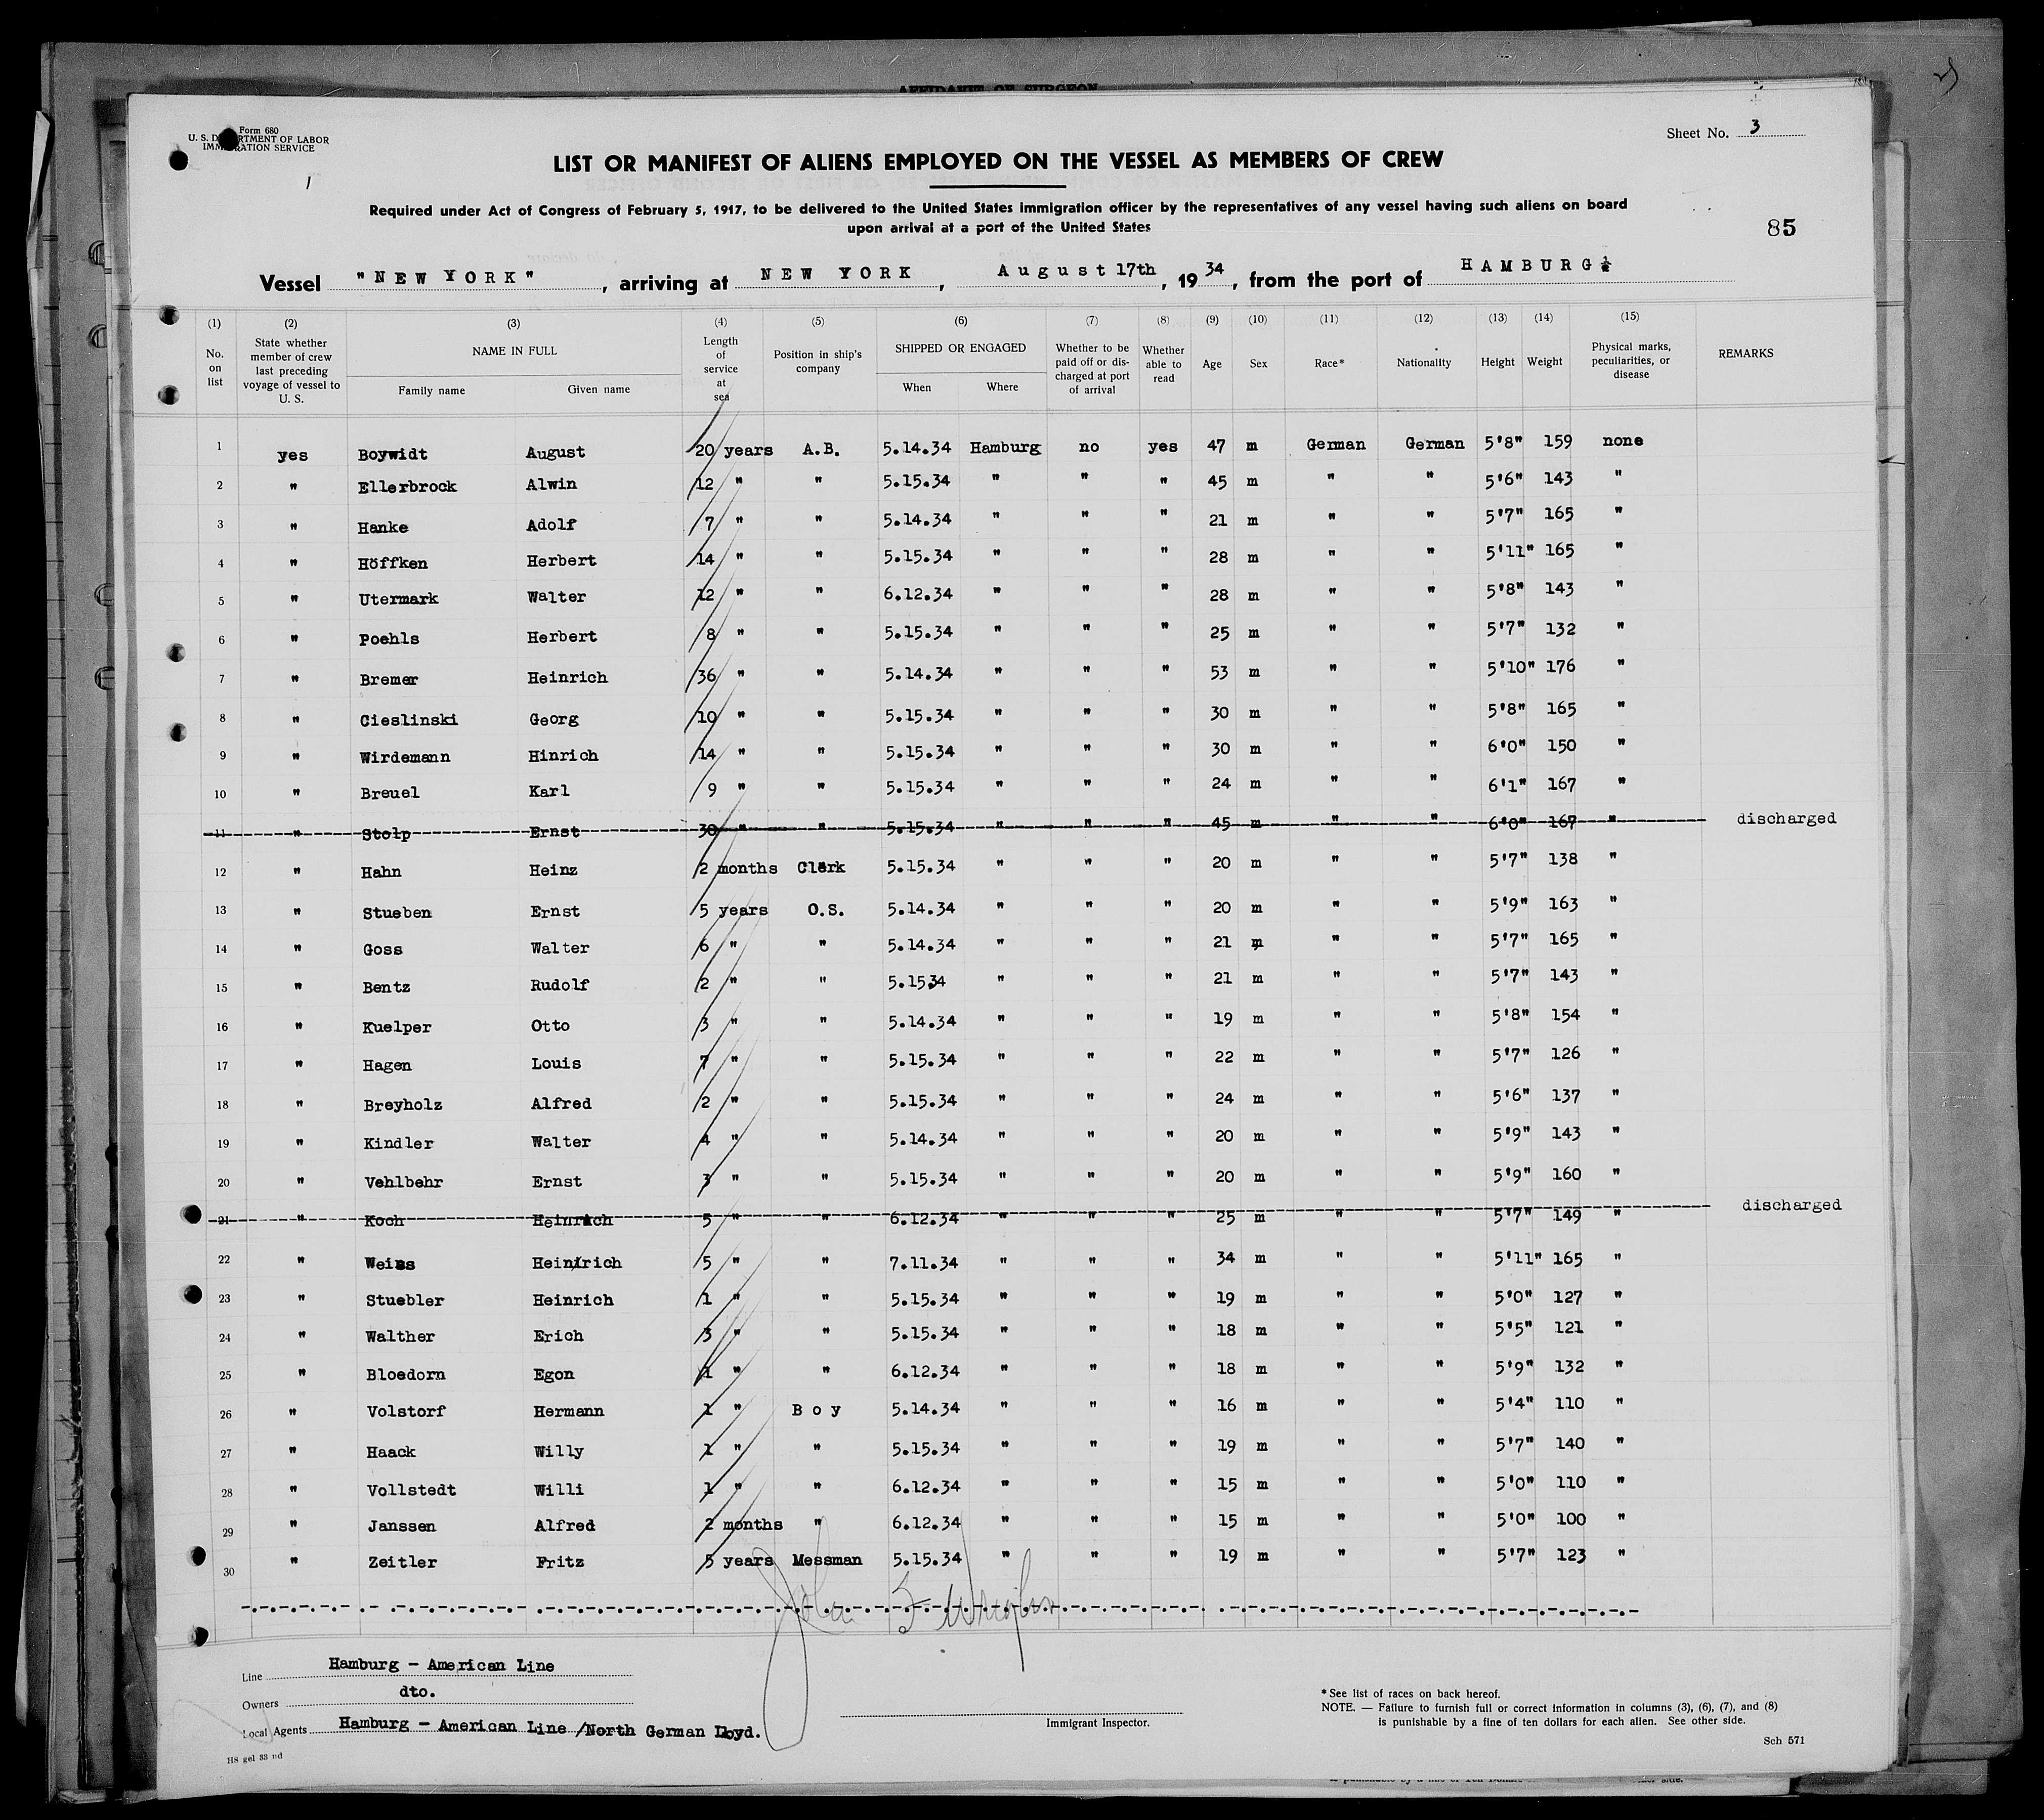 AFFIDAVIT OF SURGEON
Form 680
U. S. DEPARTMENT OF LABOR
IMMIGRATION SERVICE
Sheet No. 3
LIST OR MANIFEST OF ALIENS EMPLOYED ON THE VESSEL AS MEMBERS OF CREW
Required under Act of Congress of February 5, 1917, to be delivered to the United States immigration officer by the representatives of any vessel having such aliens on board
upon arrival at a port of the United States
85
Vessel "NEW YORK", arriving at NEW YORK, August 17th, 1934, from the port of HAMBURG
(1) No. on list (2) State whether member of crew last preceding voyage of vessel to U. S. (3) NAME IN FULL Family name Given name (4) Length of service at sea (5) Position in ship's company (6) SHIPPED OR ENGAGED When Where (7) Whether to be paid off or discharged at port of arrival (8) Whether able to read (9) Age (10) Sex (11) Race* (12) Nationality (13) Height (14) Weight (15) Physical marks, peculiarities, or disease REMARKS
1 yes Boywidt August 20 years A.B. 5.14.34 Hamburg no yes 47 m German German 5'8" 159 none
2 " Ellerbrock Alwin 12 " " 5.15.34 " " " 45 m " " 5'6" 143 "
3 " Hanke Adolf 7 " " 5.14.34 " " " 21 m " " 5'7" 165 "
4 " Höffken Herbert 14 " " 5.15.34 " " " 28 m " " 5'11" 165 "
5 " Utermark Walter 12 " " 6.12.34 " " " 28 m " " 5'8" 143 "
6 " Poehls Herbert 8 " " 5.15.34 " " " 25 m " " 5'7" 132 "
7 " Bremer Heinrich 36 " " 5.14.34 " " " 53 m " " 5'10" 176 "
8 " Cieslinski Georg 10 " " 5.15.34 " " " 30 m " " 5'8" 165 "
9 " Wirdemann Hinrich 14 " " 5.15.34 " " " 30 m " " 6'0" 150 "
10 " Breuel Karl 9 " " 5.15.34 " " " 24 m " " 6'1" 167 "
11 " Stolp Ernst 30 " " 5.15.34 " " " 45 m " " 6'0" 167 " discharged
12 " Hahn Heinz 2 months Clerk 5.15.34 " " " 20 m " " 5'7" 138 "
13 " Stueben Ernst 5 years O.S. 5.14.34 " " " 20 m " " 5'9" 163 "
14 " Goss Walter 6 " " 5.14.34 " " " 21 m " " 5'7" 165 "
15 " Bentz Rudolf 2 " " 5.1534 " " " 21 m " " 5'7" 143 "
16 " Kuelper Otto 3 " " 5.14.34 " " " 19 m " " 5'8" 154 "
17 " Hagen Louis 7 " " 5.15.34 " " " 22 m " " 5'7" 126 "
18 " Breyholz Alfred 2 " " 5.15.34 " " " 24 m " " 5'6" 137 "
19 " Kindler Walter 4 " " 5.14.34 " " " 20 m " " 5'9" 143 "
20 " Vehlbehr Ernst 3 " " 5.15.34 " " " 20 m " " 5'9" 160 "
21 " Koch Heinrich 5 " " 6.12.34 " " " 25 m " " 5'7" 149 " discharged
22 " Weiss Heinrich 5 " " 7.11.34 " " " 34 m " " 5'11" 165 "
23 " Stuebler Heinrich 1 " " 5.15.34 " " " 19 m " " 5'0" 127 "
24 " Walther Erich 3 " " 5.15.34 " " " 18 m " " 5'5" 121 "
25 " Bloedorn Egon 1 " " 6.12.34 " " " 18 m " " 5'9" 132 "
26 " Volstorf Hermann 1 " Boy 5.14.34 " " " 16 m " " 5'4" 110 "
27 " Haack Willy 1 " " 5.15.34 " " " 19 m " " 5'7" 140 "
28 " Vollstedt Willi 1 " " 6.12.34 " " " 15 m " " 5'0" 110 "
29 " Janssen Alfred 2 months " 6.12.34 " " " 15 m " " 5'0" 100 "
30 " Zeitler Fritz 5 years Messman 5.15.34 " " " 19 m " " 5'7" 123 "
Line Hamburg - American Line
Owners dto.
Local Agents Hamburg - American Line /North German Lloyd.
Immigrant Inspector.
* See list of races on back hereof.
NOTE. — Failure to furnish full or correct information in columns (3), (6), (7), and (8)
is punishable by a fine of ten dollars for each alien. See other side.
H8 gel 33 nd
Sch 571